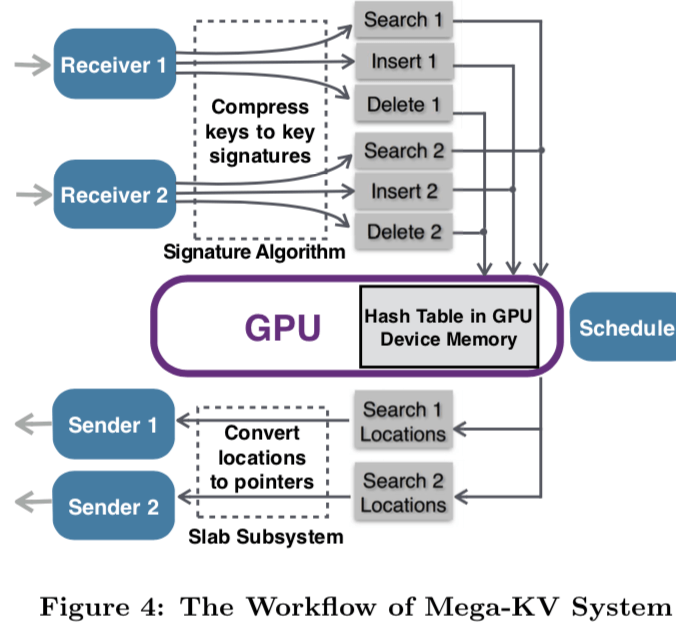 Search 1
Receiver 1
Insert 1
Compress
keys to key
signatures
Delete 1
Search 2
Receiver 2
Insert 2
Delete 2
Signature Algorithm
GPU
Hash Table in GPU
Device Memory
Schedule
Sender 1
Search 1
Locations
Convert
locations
to pointers
Sender 2
Search 2
Locations
Slab Subsystem
Figure 4: The Workflow of Mega-KV System